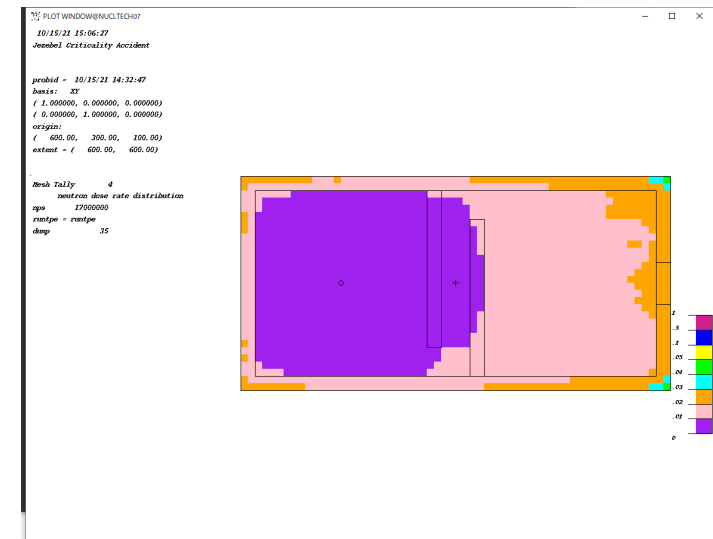 PLOT WINDOW@NUCLTECH07
10/15/21 15:06:27
Jezebel Criticality Accident
probid = 10/15/21 14:32:47
basis: XY
( 1.000000, 0.000000, 0.000000)
( 0.000000, 1.000000, 0.000000)
origin:
( 600.00, 300.00, 100.00)
extent = ( 600.00, 600.00)
Mesh Tally 4
neutron dose rate distribution
nps 17000000
runtpe = runtpe
dump 35
1
.5
.1
.05
.04
.03
.02
.01
0